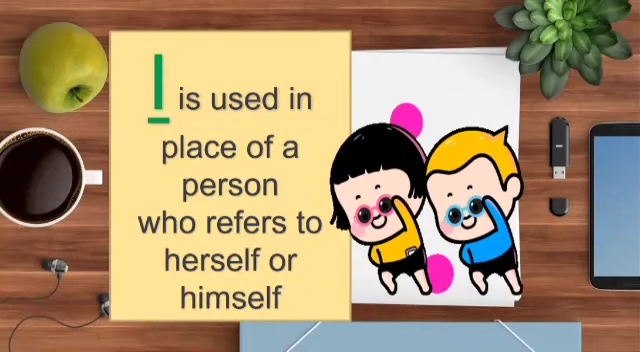 I is used in
place of a
person
who refers to
herself or
himself